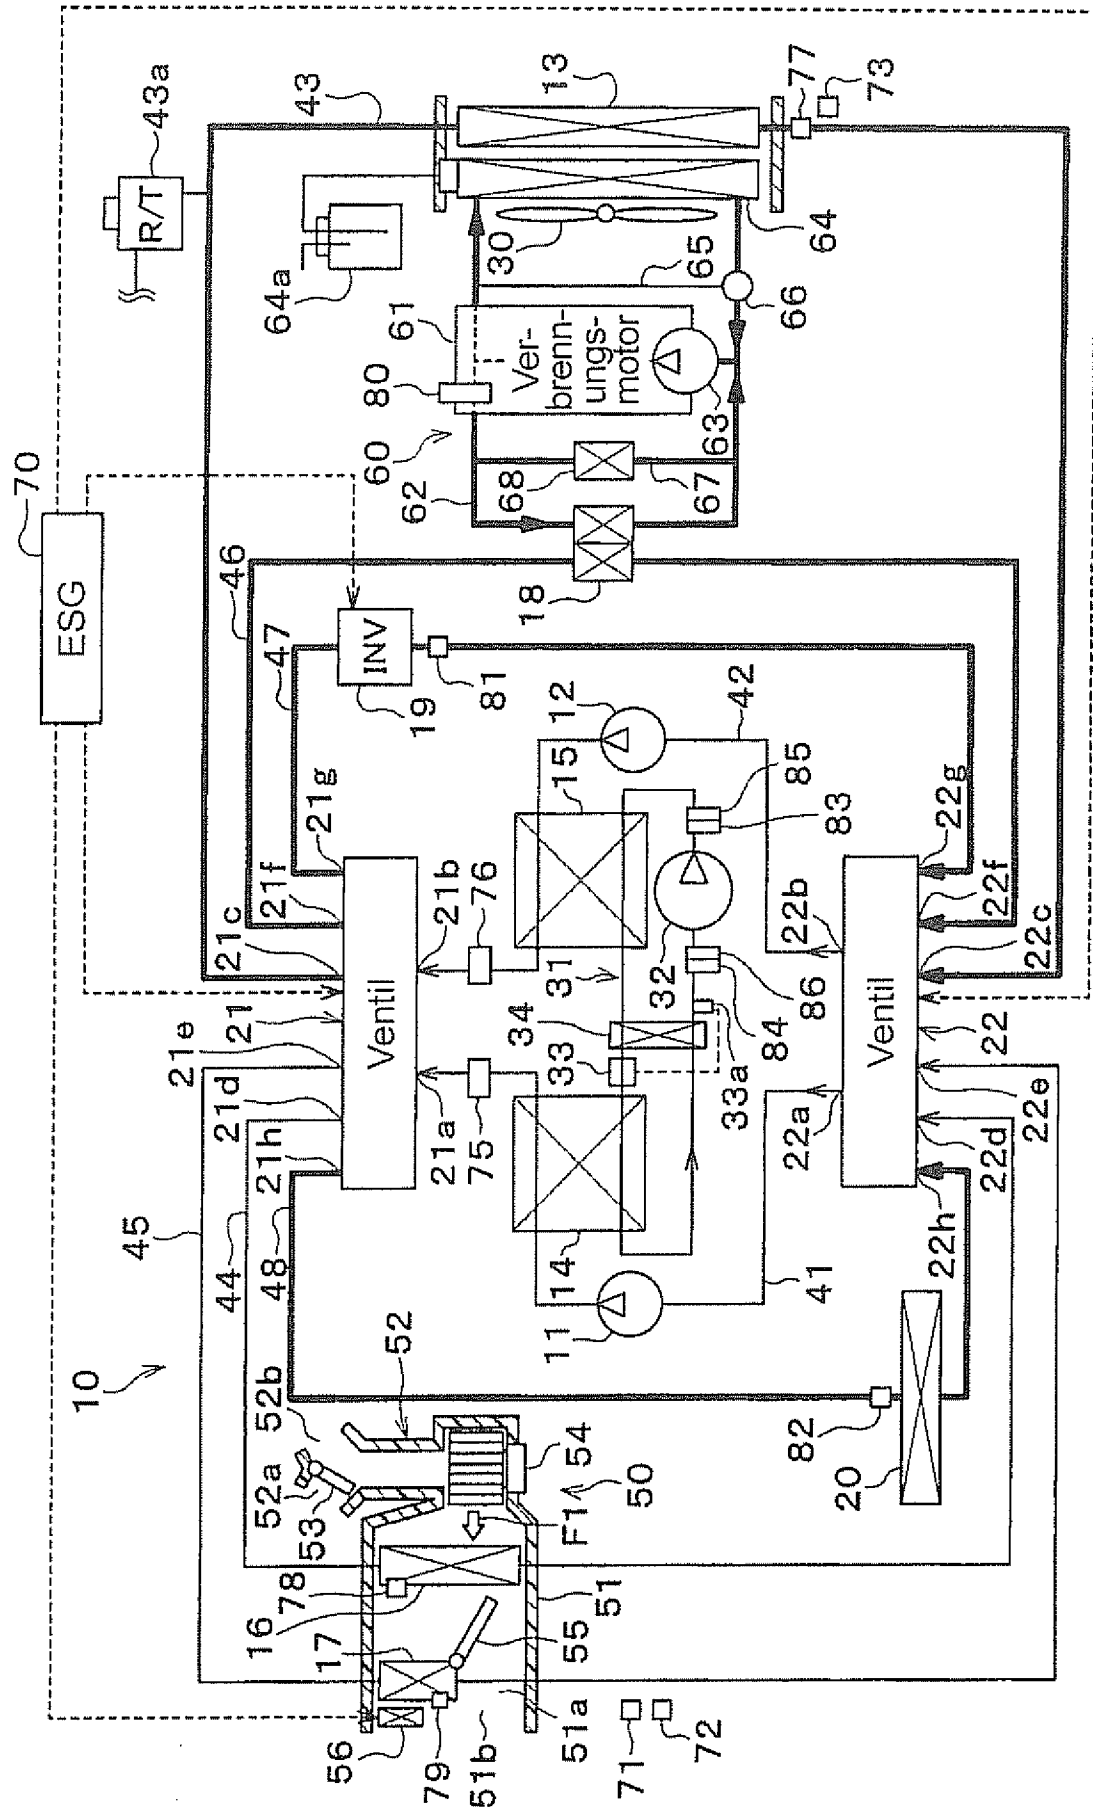 70
10
45
44
48
52b
52a
53
52
78
16
17
56
79
51b
51a
55
51
F1
50
54
71
72
ESG
21h
21d
21e
21
21c
21f
21g
47
46
43a
R/T
43
64a
Ventil
21a
21b
75
76
19
INV
81
62
60
80
61
Ver-
brenn-
ungs-
motor
30
13
11
14
33
34
31
32
15
12
18
68
67
63
65
66
64
77
73
41
33a
84
86
83
85
42
82
20
22a
22b
Ventil
22h
22d
22e
22
22c
22f
22g